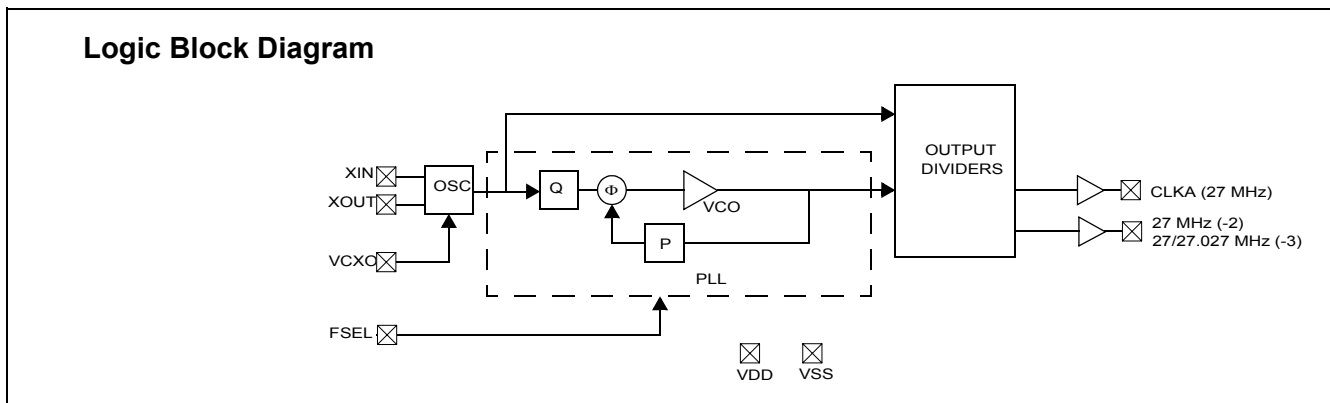 Logic Block Diagram
XIN
XOUT
VCXO
FSEL
OSC
Q
Φ
VCO
P
PLL
OUTPUT
DIVIDERS
CLKA (27 MHz)
27 MHz (-2)
27/27.027 MHz (-3)
VDD
VSS